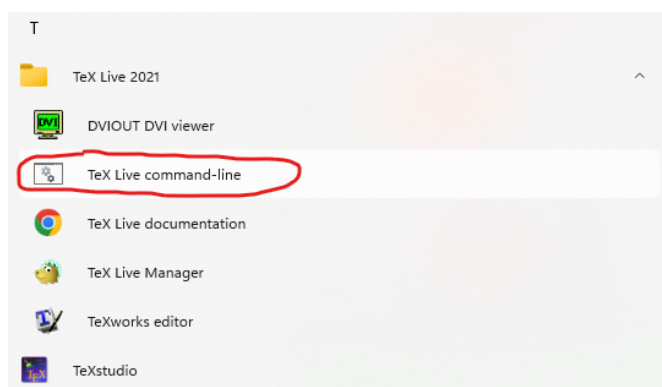 T
TeX Live 2021
DVI
DVIOUT DVI viewer
TeX Live command-line
TeX Live documentation
TeX Live Manager
TeXworks editor
TeXstudio